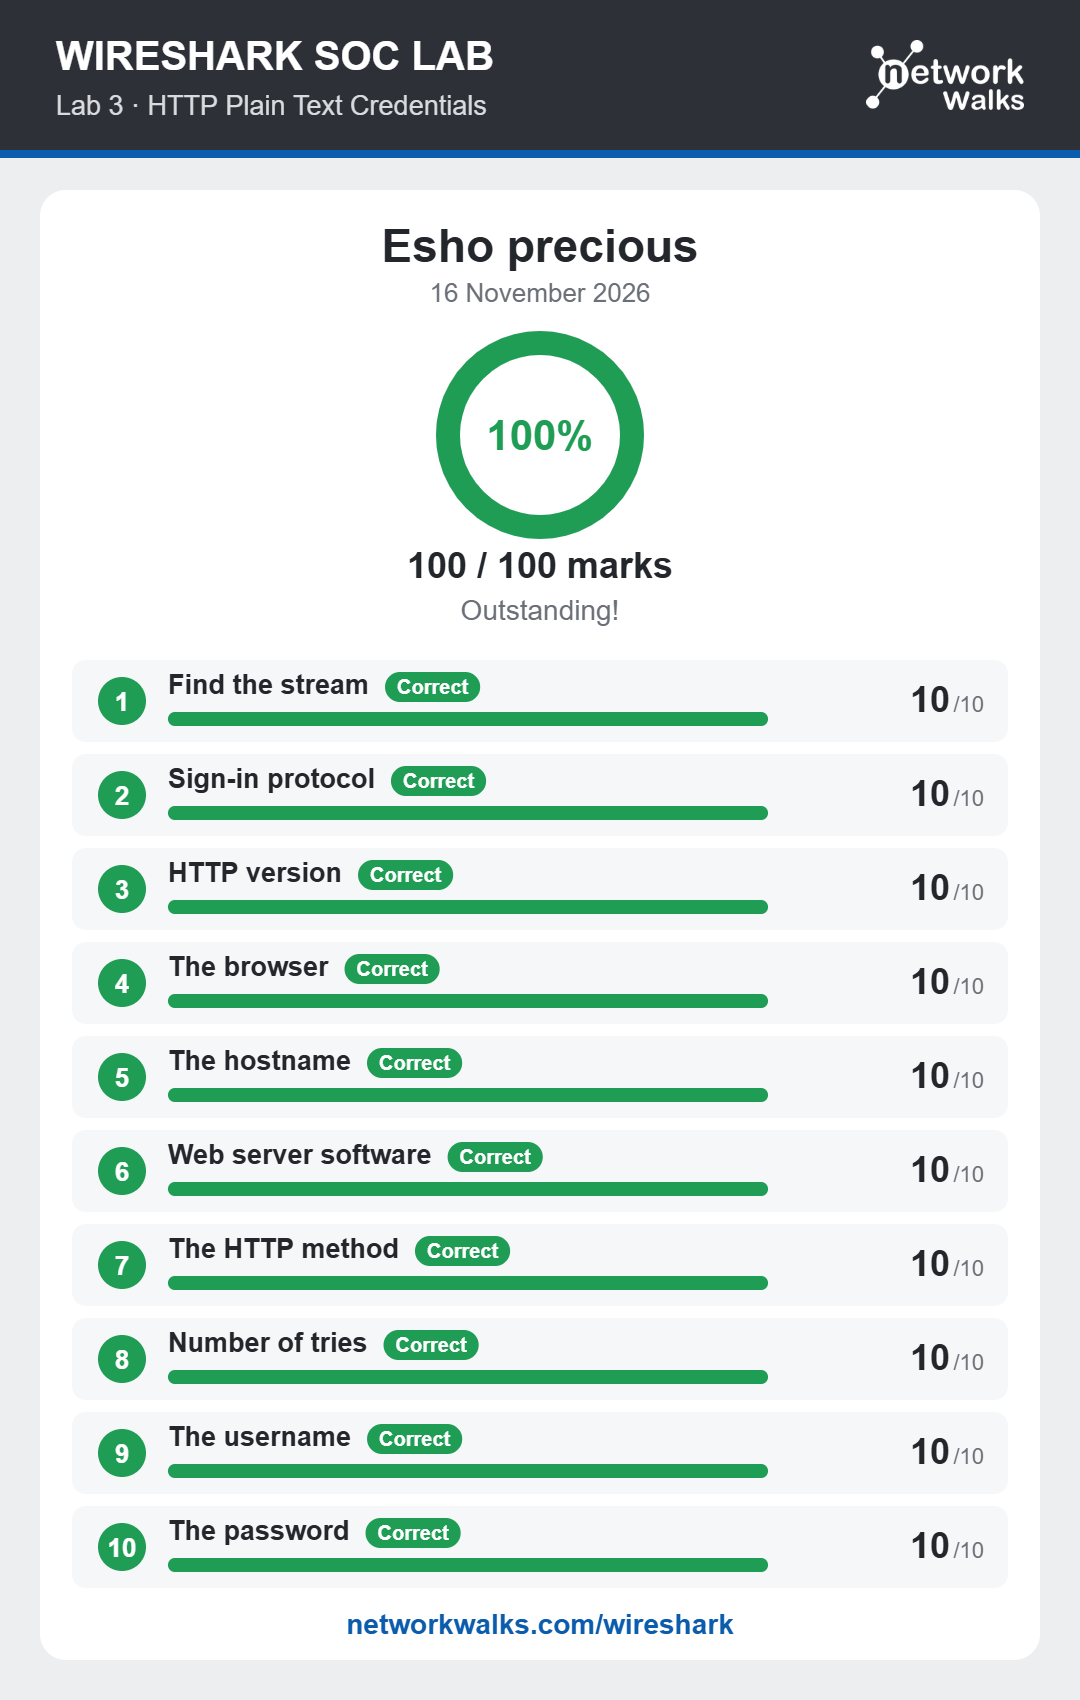 WIRESHARK SOC LAB
Lab 3 · HTTP Plain Text Credentials
network
walks
Esho precious
16 November 2026
100%
100 / 100 marks
Outstanding!
1 Find the stream Correct 10/10
2 Sign-in protocol Correct 10/10
3 HTTP version Correct 10/10
4 The browser Correct 10/10
5 The hostname Correct 10/10
6 Web server software Correct 10/10
7 The HTTP method Correct 10/10
8 Number of tries Correct 10/10
9 The username Correct 10/10
10 The password Correct 10/10
networkwalks.com/wireshark